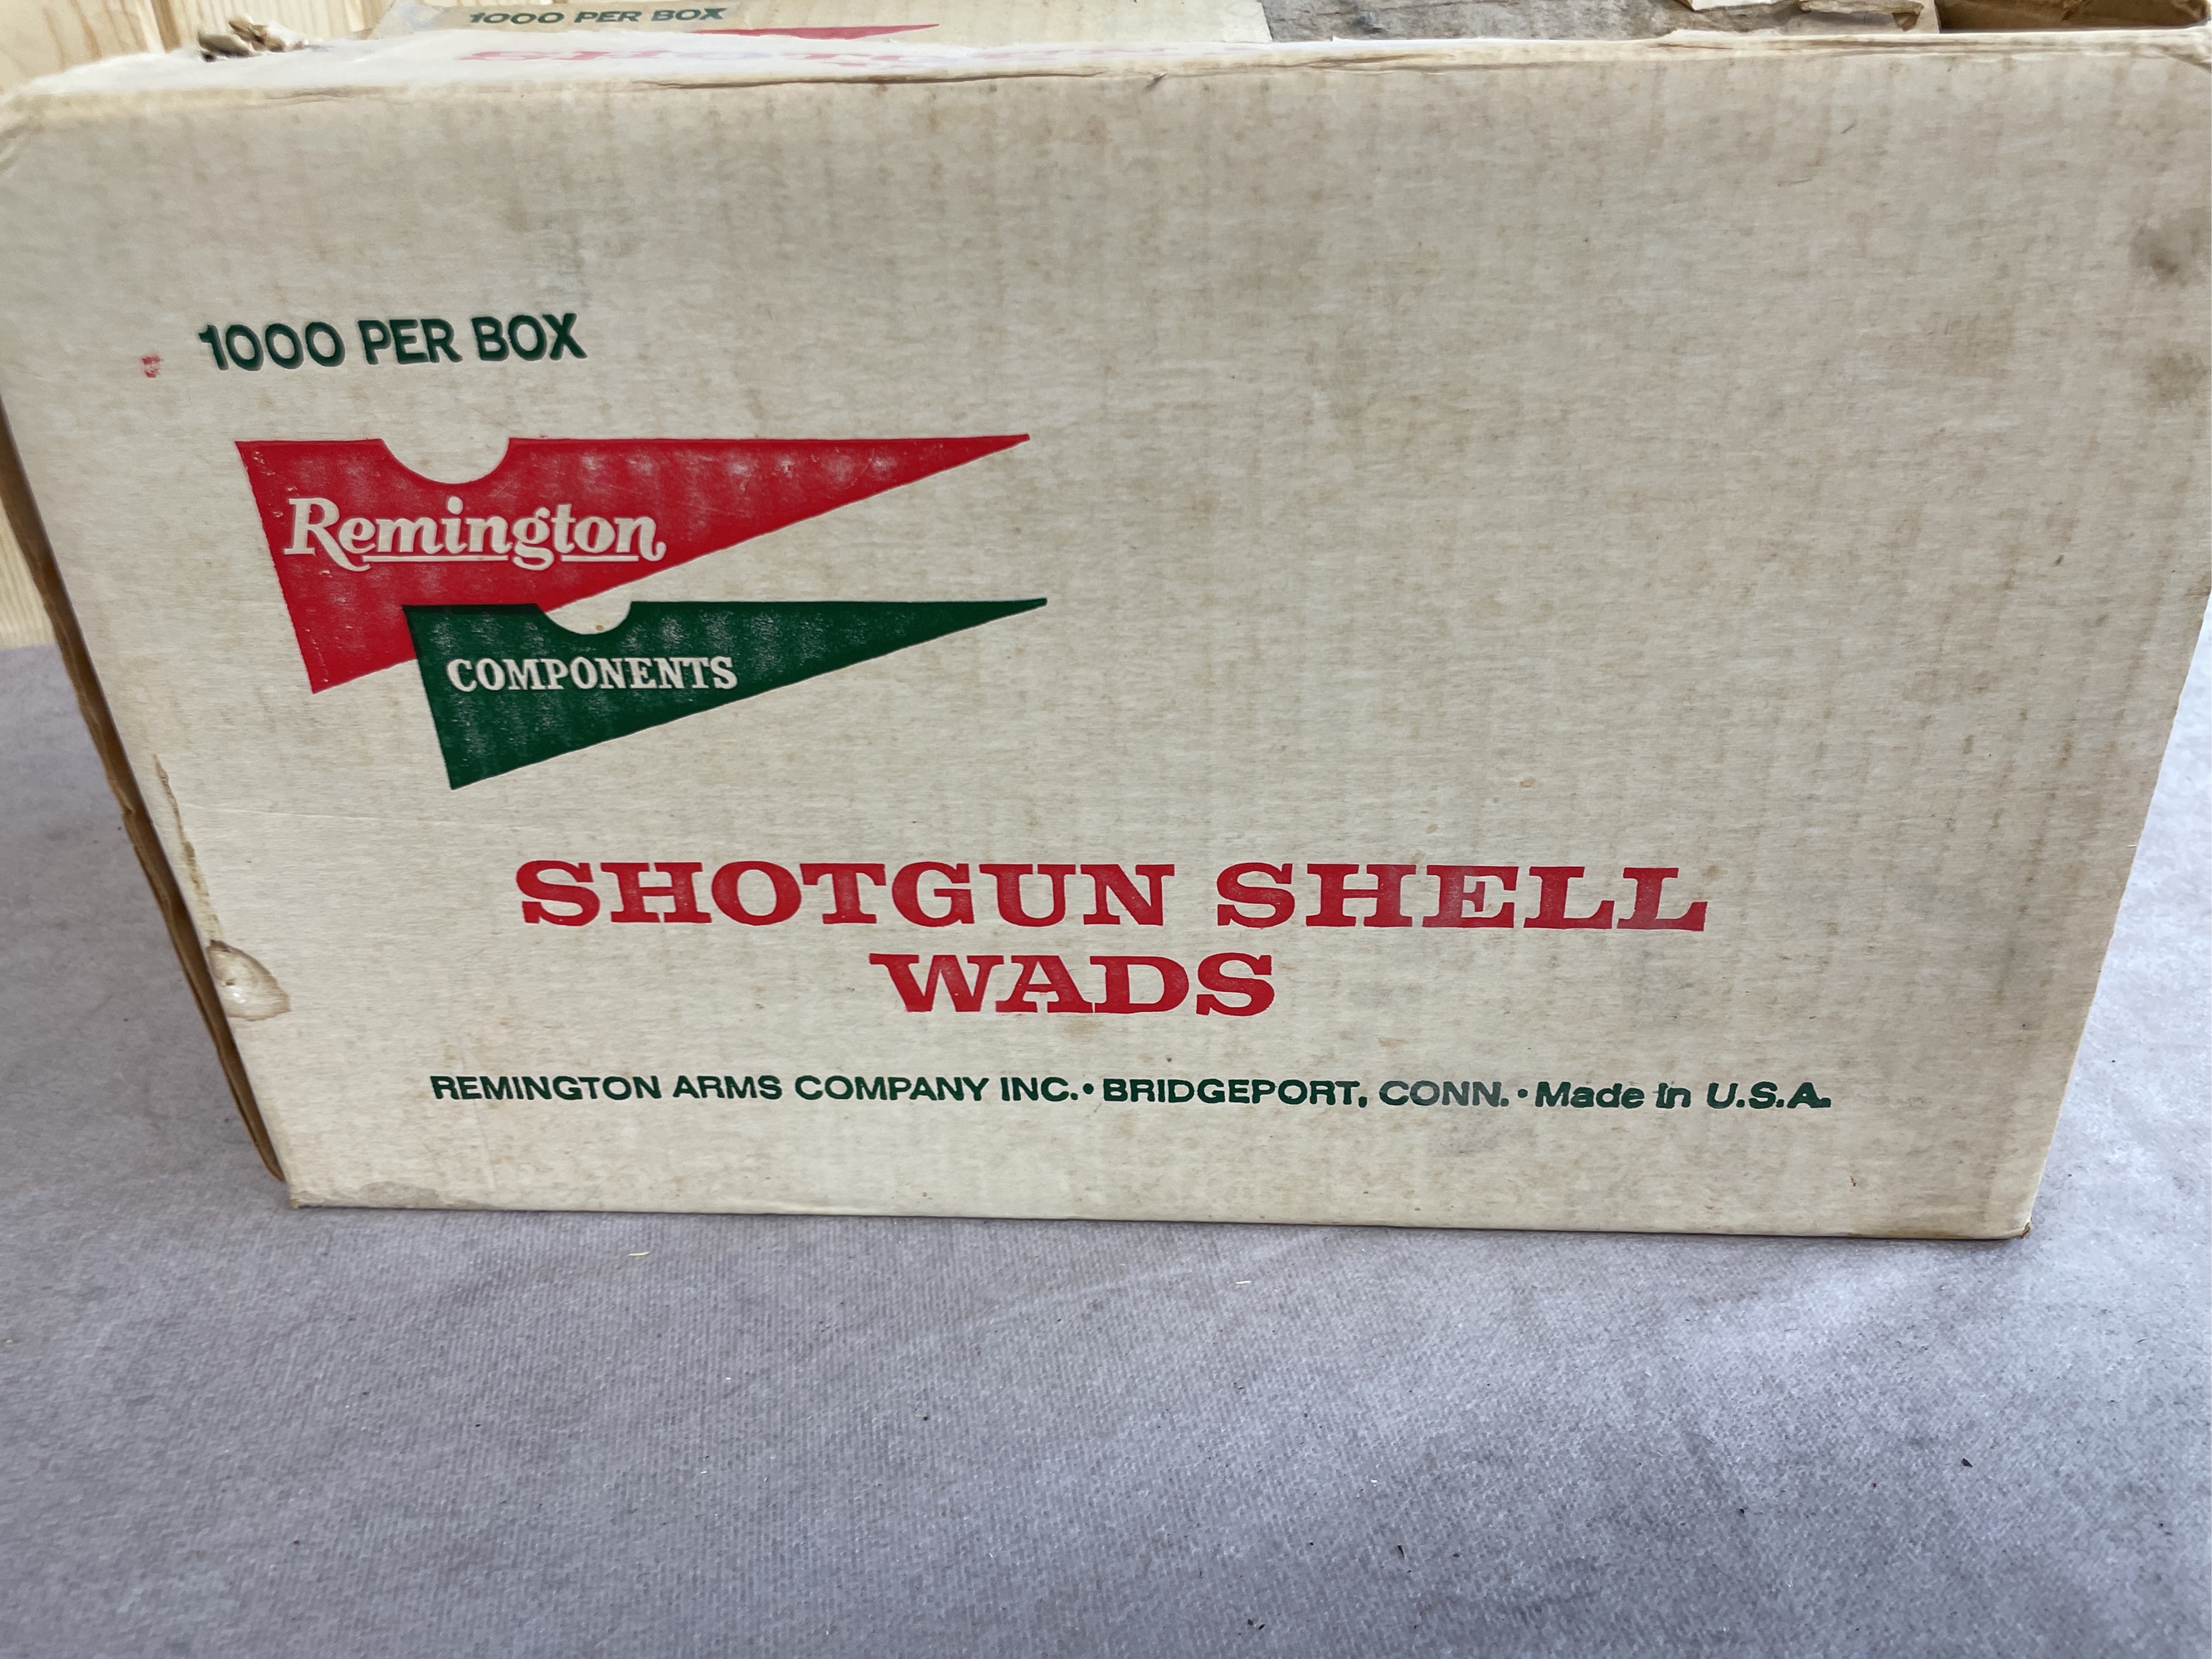 1000 PER BOX
1000 PER BOX
Remington
COMPONENTS
SHOTGUN SHELL
WADS
REMINGTON ARMS COMPANY INC. • BRIDGEPORT, CONN. • Made in U.S.A.